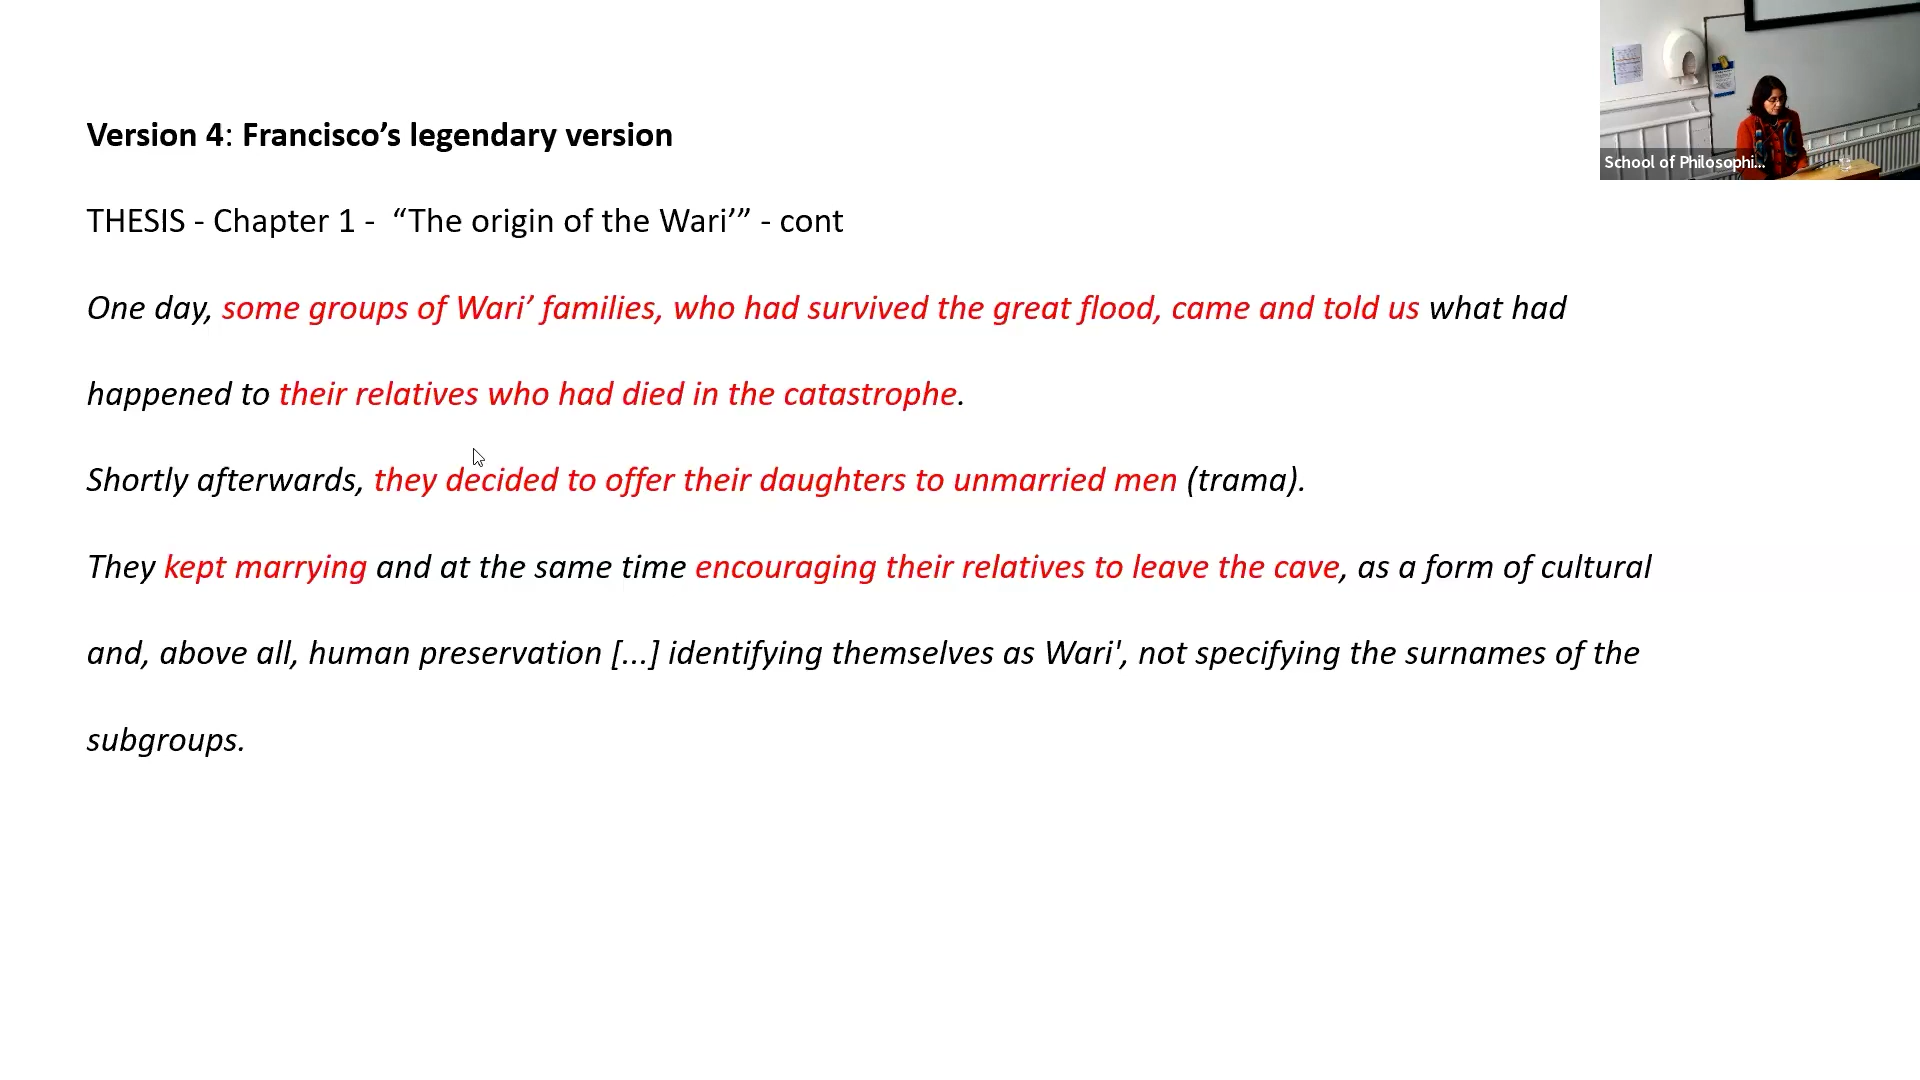 Version 4: Francisco’s legendary version
School of Philosophi...
THESIS - Chapter 1 -  “The origin of the Wari’” - cont
One day, some groups of Wari’ families, who had survived the great flood, came and told us what had
happened to their relatives who had died in the catastrophe.
Shortly afterwards, they decided to offer their daughters to unmarried men (trama).
They kept marrying and at the same time encouraging their relatives to leave the cave, as a form of cultural
and, above all, human preservation [...] identifying themselves as Wari', not specifying the surnames of the
subgroups.